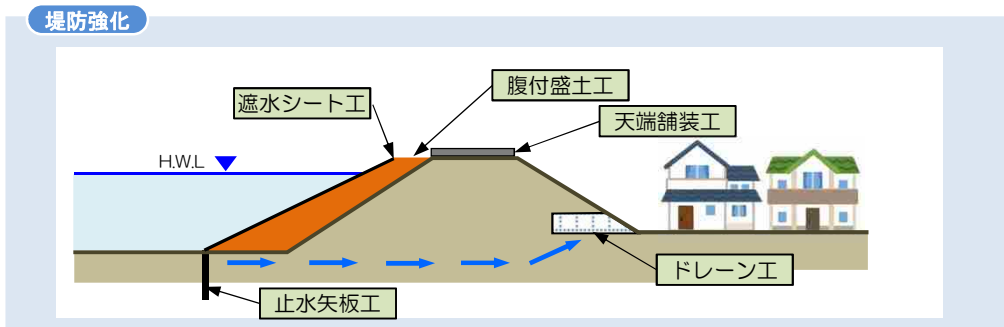 堤防強化
腹付盛土工
遮水シート工
天端舗装工
H.W.L
ドレーン工
止水矢板工